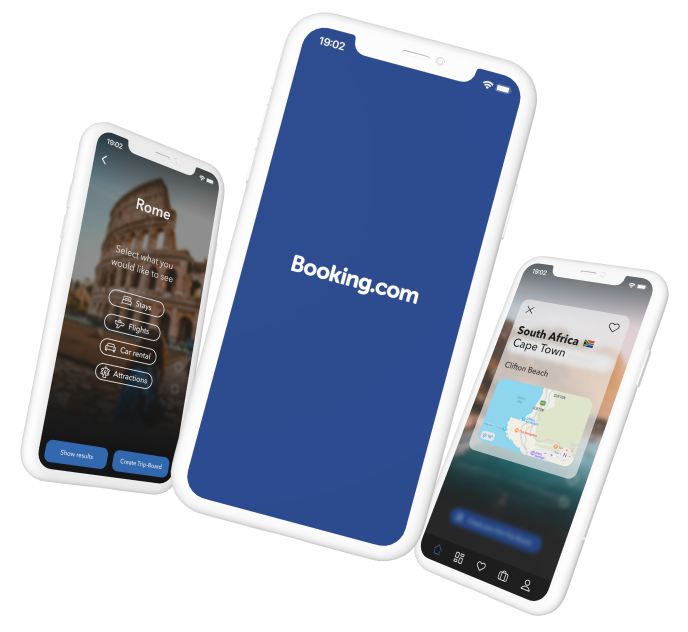 19:02
Rome
Select what you
would like to see
Stays
Flights
Car rental
Attractions
Show results
Create Trip-Board
19:02
Booking.com
19:02
South Africa
Cape Town
Clifton Beach
CLIFTON